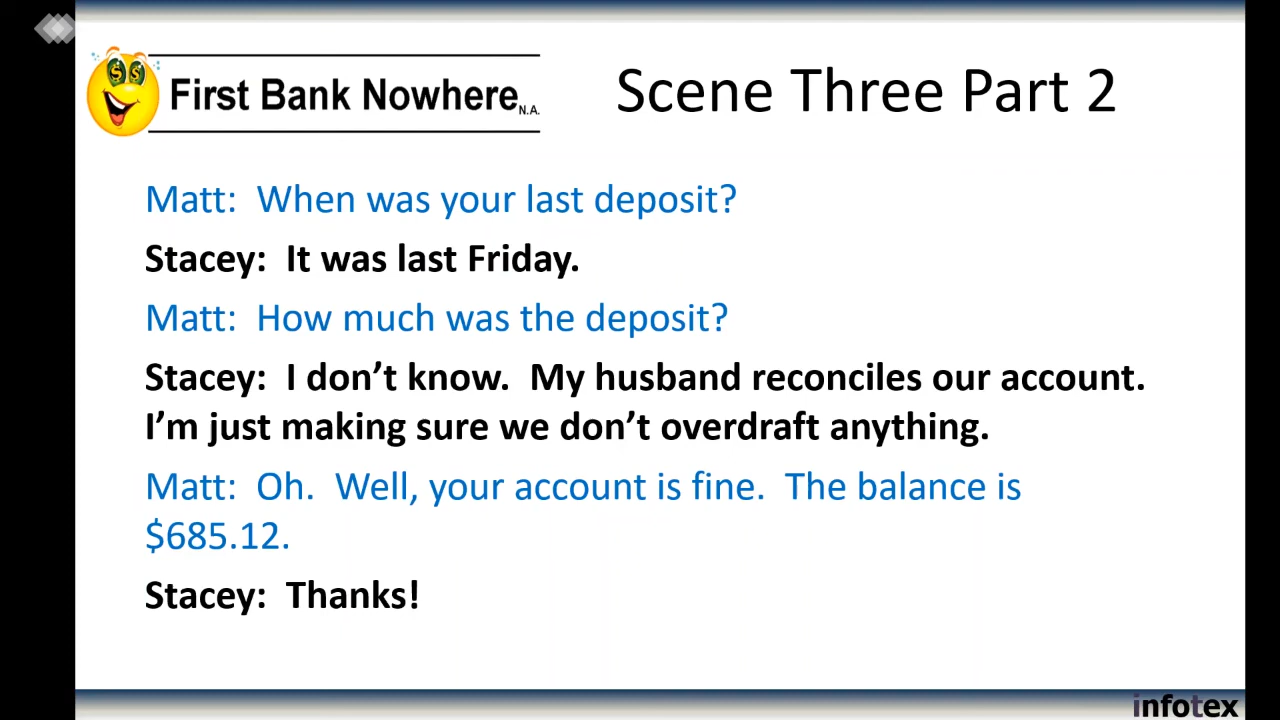 First Bank Nowhere N.A.
Scene Three Part 2
Matt: When was your last deposit?
Stacey: It was last Friday.
Matt: How much was the deposit?
Stacey: I don’t know. My husband reconciles our account.
I’m just making sure we don’t overdraft anything.
Matt: Oh. Well, your account is fine. The balance is
$685.12.
Stacey: Thanks!
infotex